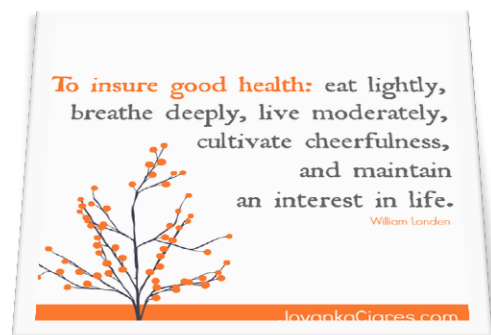 To insure good health: eat lightly,
breathe deeply, live moderately,
cultivate cheerfulness,
and maintain
an interest in life.
William London
JovankaCiares.com